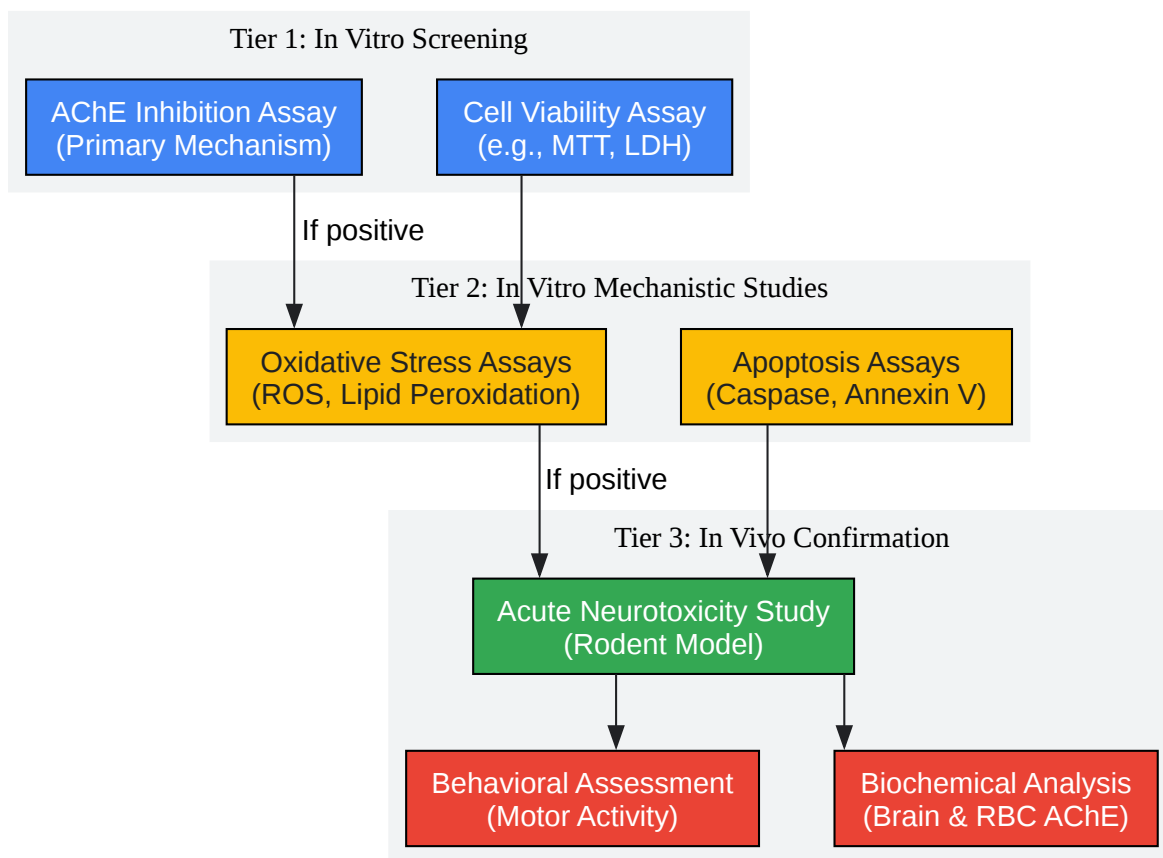 Tier 1: In Vitro Screening
AChE Inhibition Assay
(Primary Mechanism)
Cell Viability Assay
(e.g., MTT, LDH)
If positive
Tier 2: In Vitro Mechanistic Studies
Oxidative Stress Assays
(ROS, Lipid Peroxidation)
Apoptosis Assays
(Caspase, Annexin V)
If positive
Tier 3: In Vivo Confirmation
Acute Neurotoxicity Study
(Rodent Model)
Behavioral Assessment
(Motor Activity)
Biochemical Analysis
(Brain & RBC AChE)